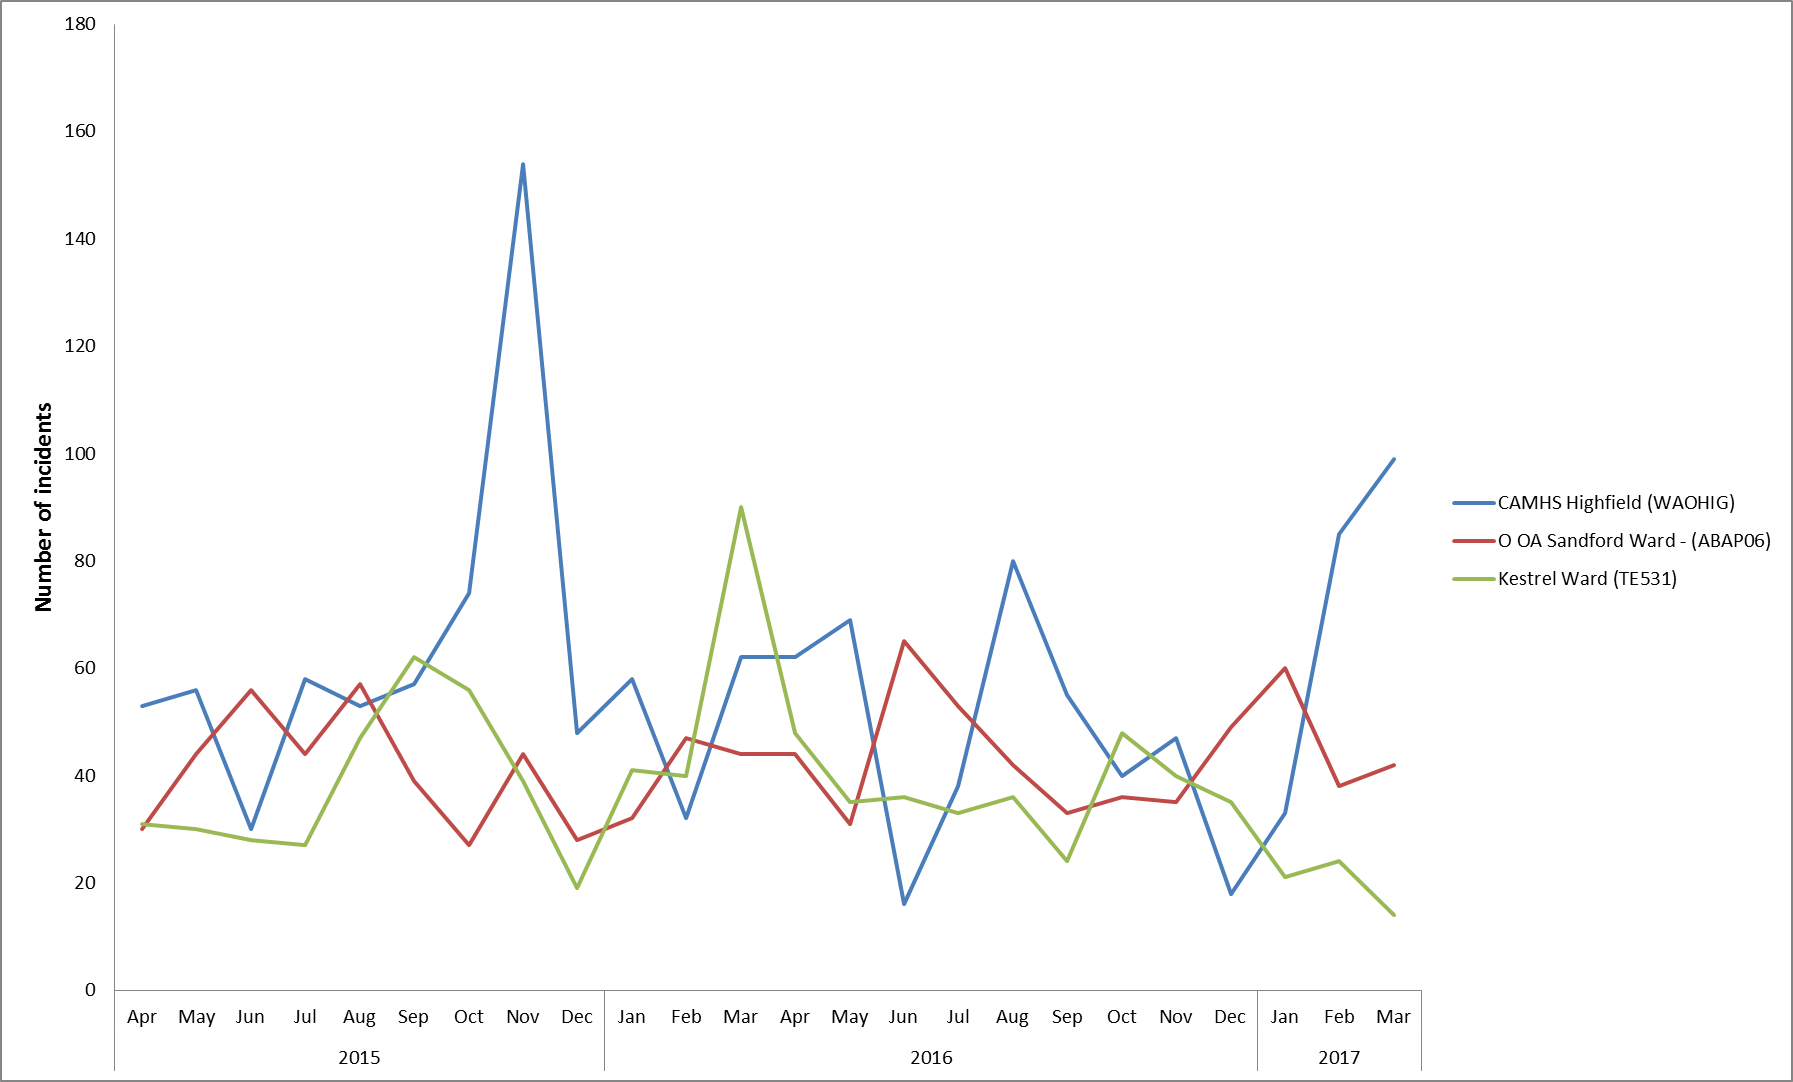 180
160
140
120
100
80
60
40
20
0
Number of incidents
Apr May Jun Jul Aug Sep Oct Nov Dec Jan Feb Mar Apr May Jun Jul Aug Sep Oct Nov Dec Jan Feb Mar
2015 2016 2017
CAMHS Highfield (WAOHIG)
O OA Sandford Ward - (ABAP06)
Kestrel Ward (TE531)